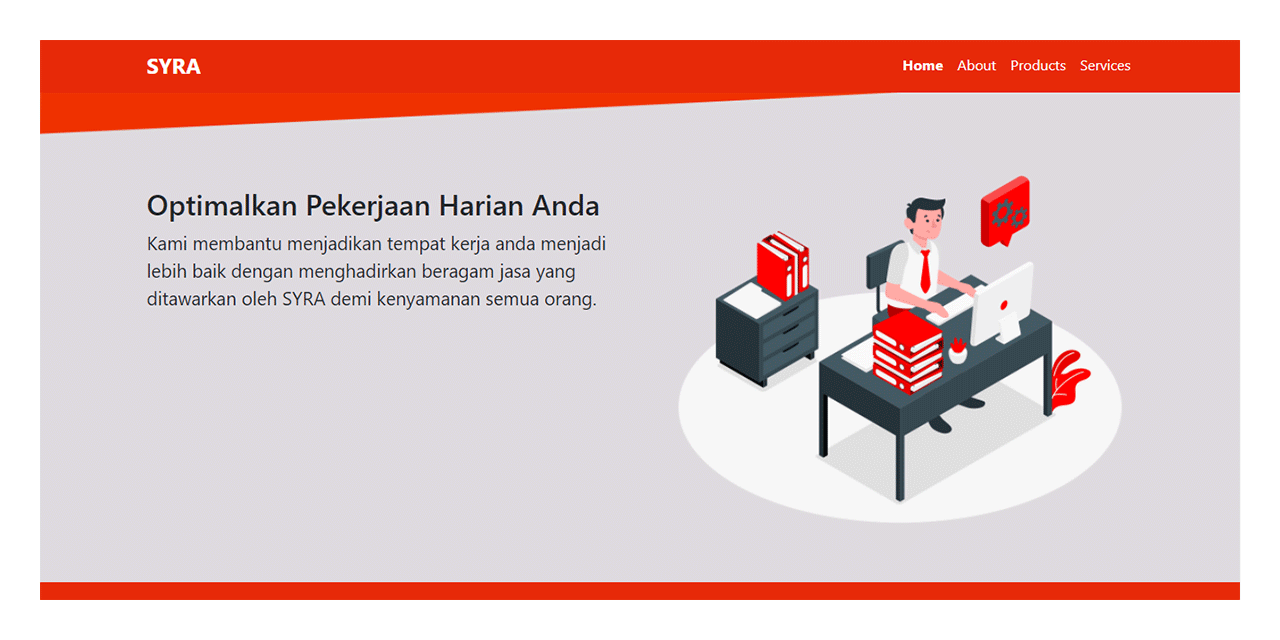 SYRA
Home About Products Services
Optimalkan Pekerjaan Harian Anda
Kami membantu menjadikan tempat kerja anda menjadi
lebih baik dengan menghadirkan beragam jasa yang
ditawarkan oleh SYRA demi kenyamanan semua orang.